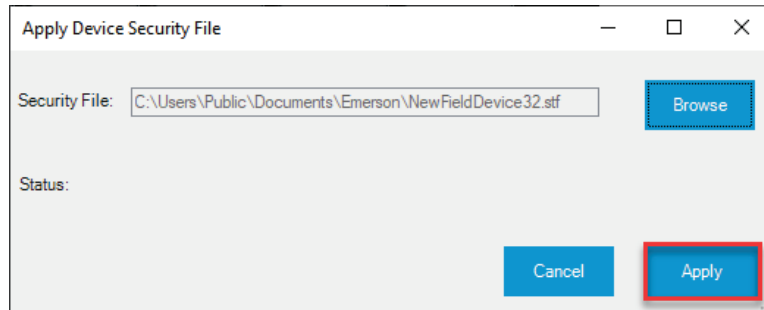 Apply Device Security File
Security File: C:\Users\Public\Documents\Emerson\NewFieldDevice32.stf Browse
Status:
Cancel Apply